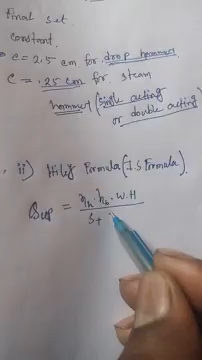 Final set.
constant.
C = 2.5 cm for drop hammer
C = .25 cm for steam
hammer (single acting
or double acting)
ii) Hiley Formula (I.S Formula).
Qup = ηh . ηb . W.H
S+